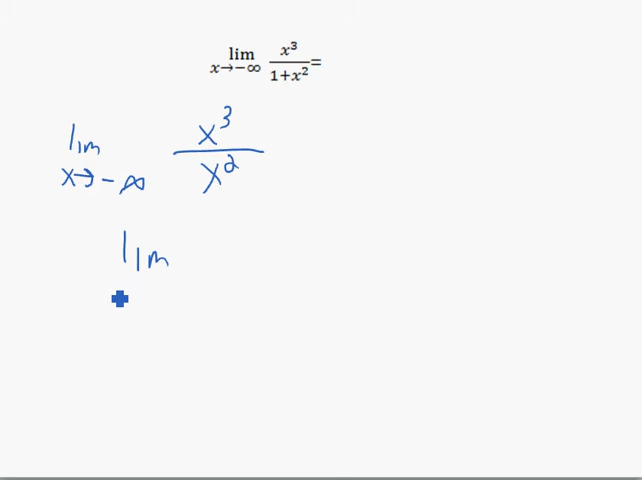 lim x→−∞ x³/(1+x²)=
lim x→−∞ x³/x²
lim